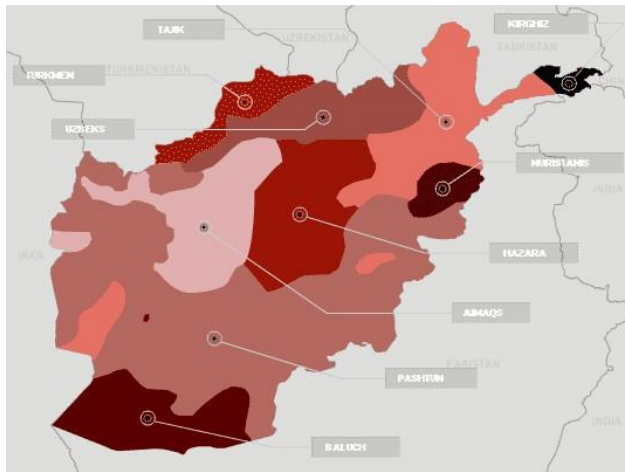 TAJIK
KIRGHIZ
UZBEKISTAN
TAJIKISTAN
TURKMENISTAN
TURKMEN
UZBEKS
NURISTANIS
INDIA
HAZARA
IRAN
AIMAQS
PAKISTAN
PASHTUN
INDIA
BALUCH